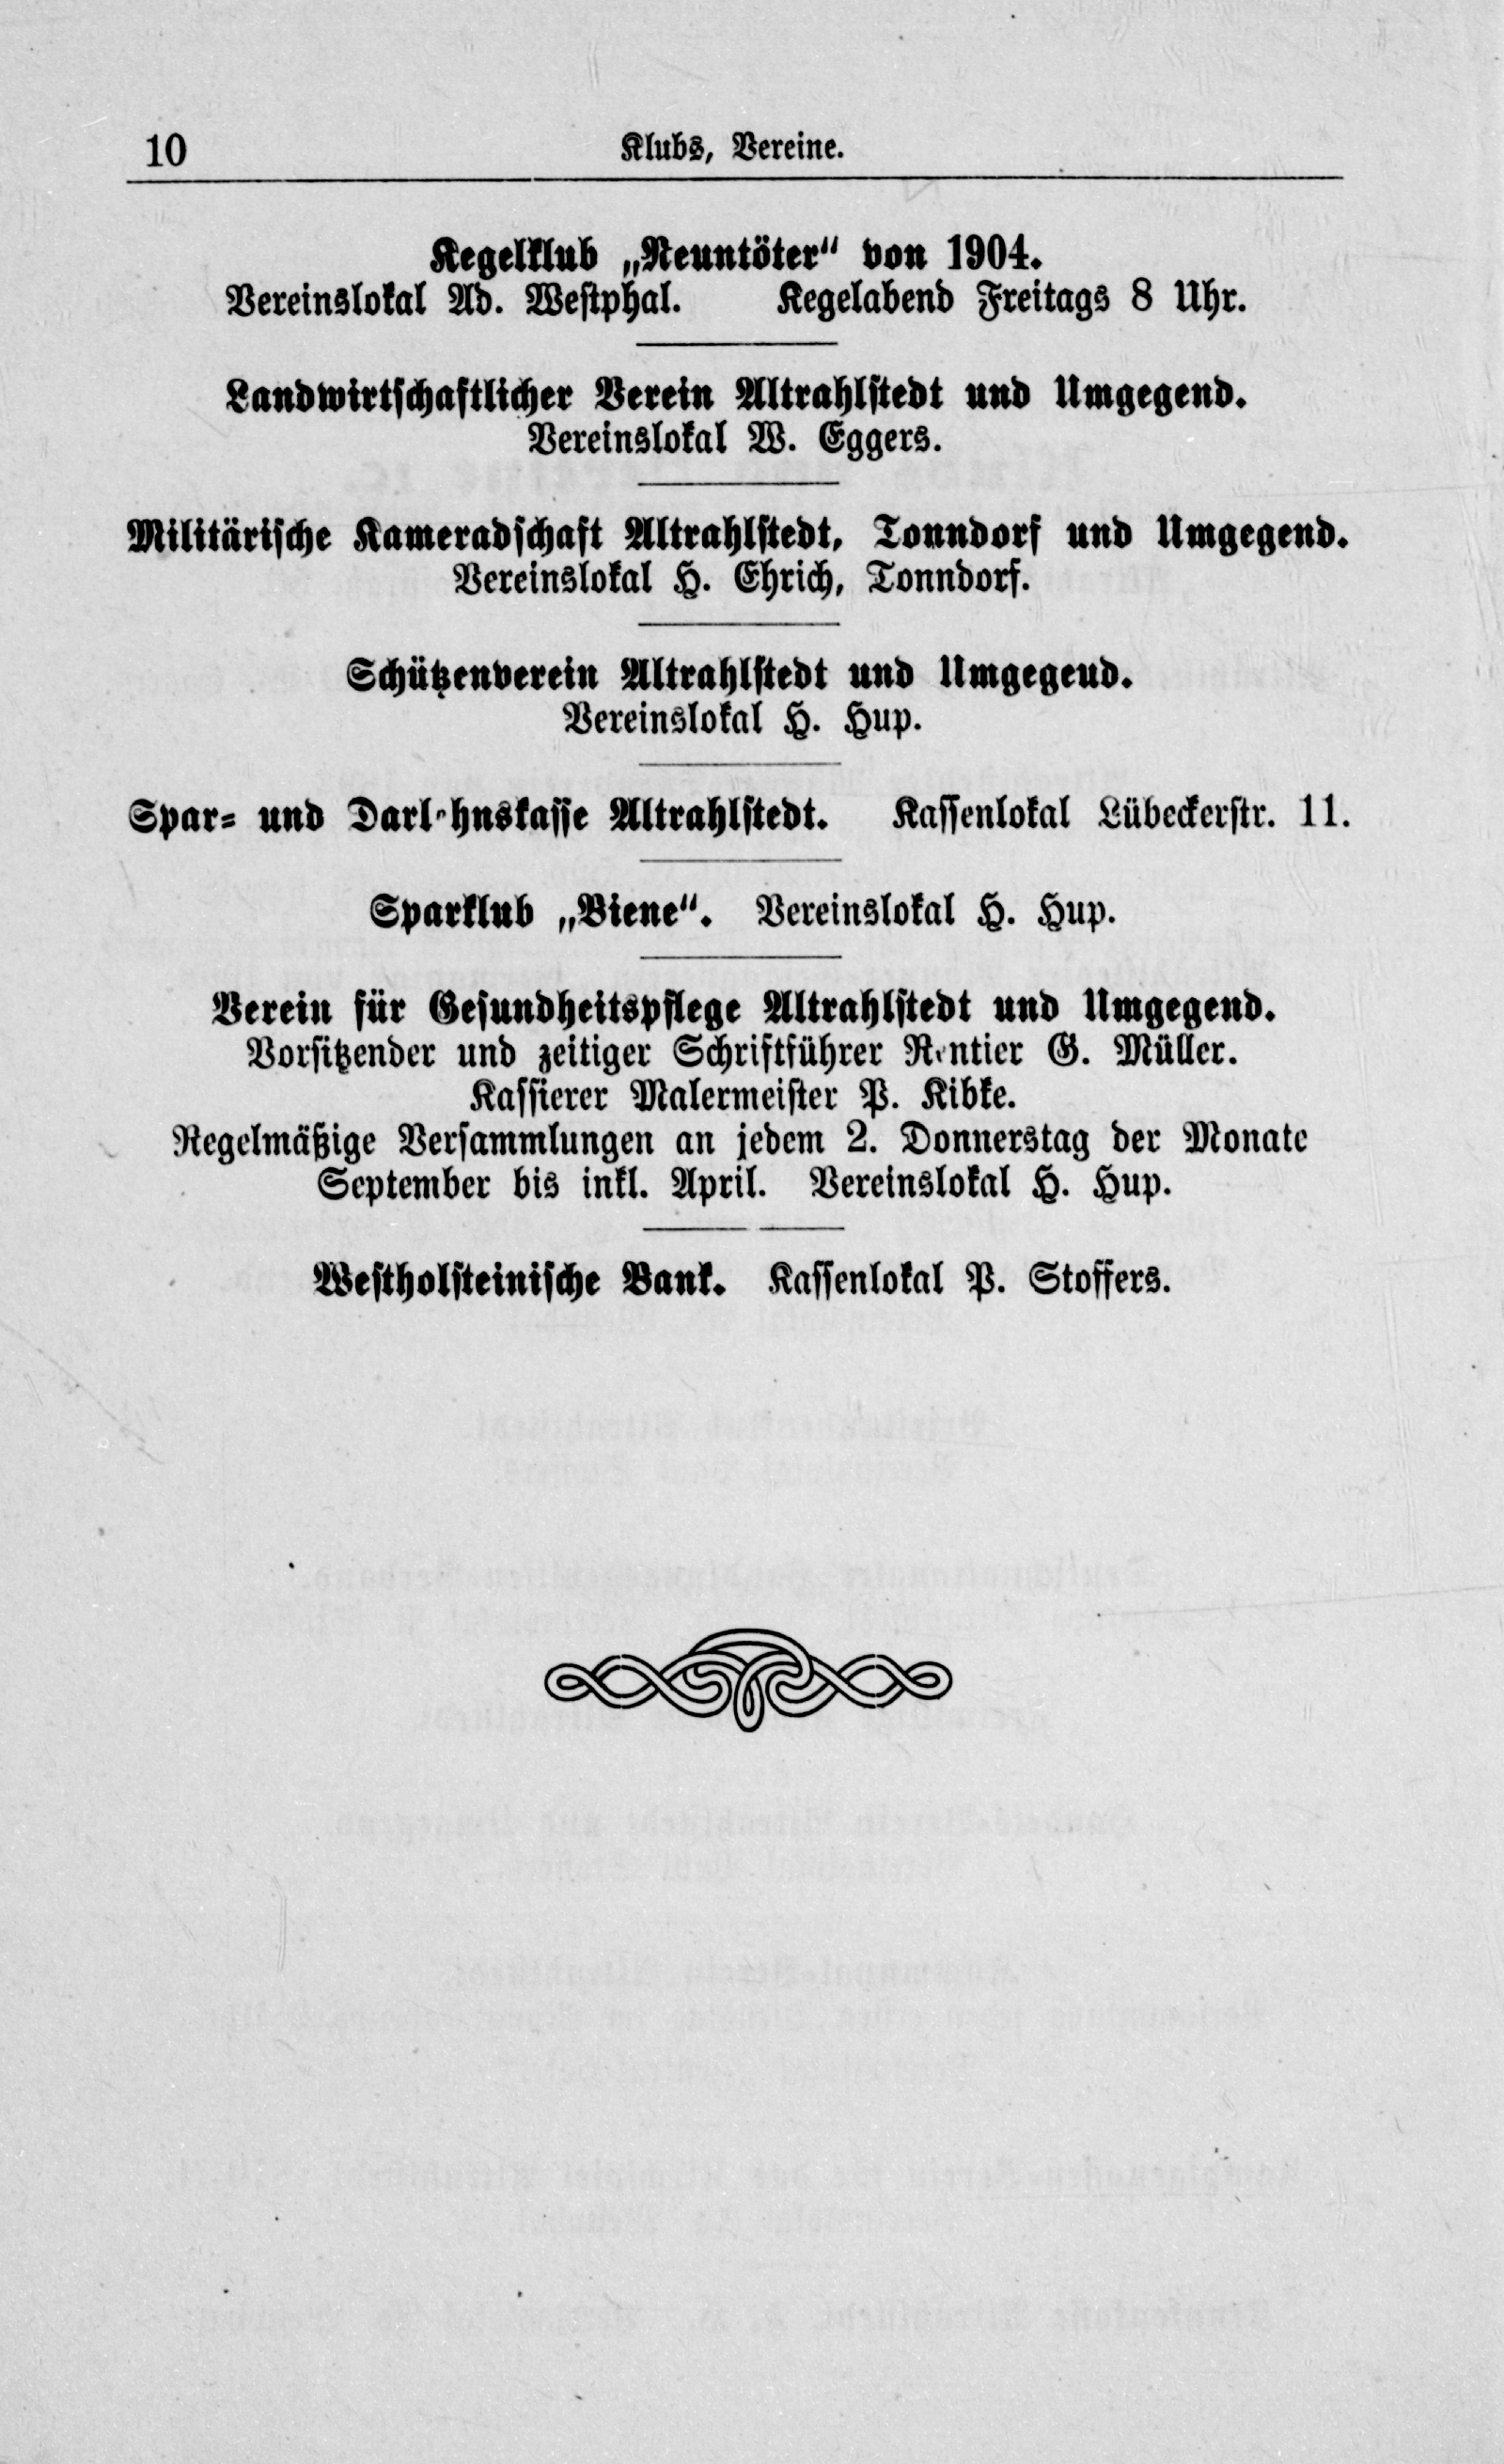 10
Klubs, Vereine.
Kegelklub „Neuntöter“ von 1904.
Vereinslokal Ad. Westphal. Kegelabend Freitags 8 Uhr.
Landwirtschaftlicher Verein Altrahlstedt und Umgegend.
Vereinslokal W. Eggers.
Militärische Kameradschaft Altrahlstedt, Tonndorf und Umgegend.
Vereinslokal H. Ehrich, Tonndorf.
Schützenverein Altrahlstedt und Umgegend.
Vereinslokal H. Hup.
Spar- und Darlehnskasse Altrahlstedt. Kassenlokal Lübeckerstr. 11.
Sparklub „Biene“. Vereinslokal H. Hup.
Verein für Gesundheitspflege Altrahlstedt und Umgegend.
Vorsitzender und zeitiger Schriftführer Rentier G. Müller.
Kassierer Malermeister P. Kibke.
Regelmäßige Versammlungen an jedem 2. Donnerstag der Monate
September bis inkl. April. Vereinslokal H. Hup.
Westholsteinische Bank. Kassenlokal P. Stoffers.